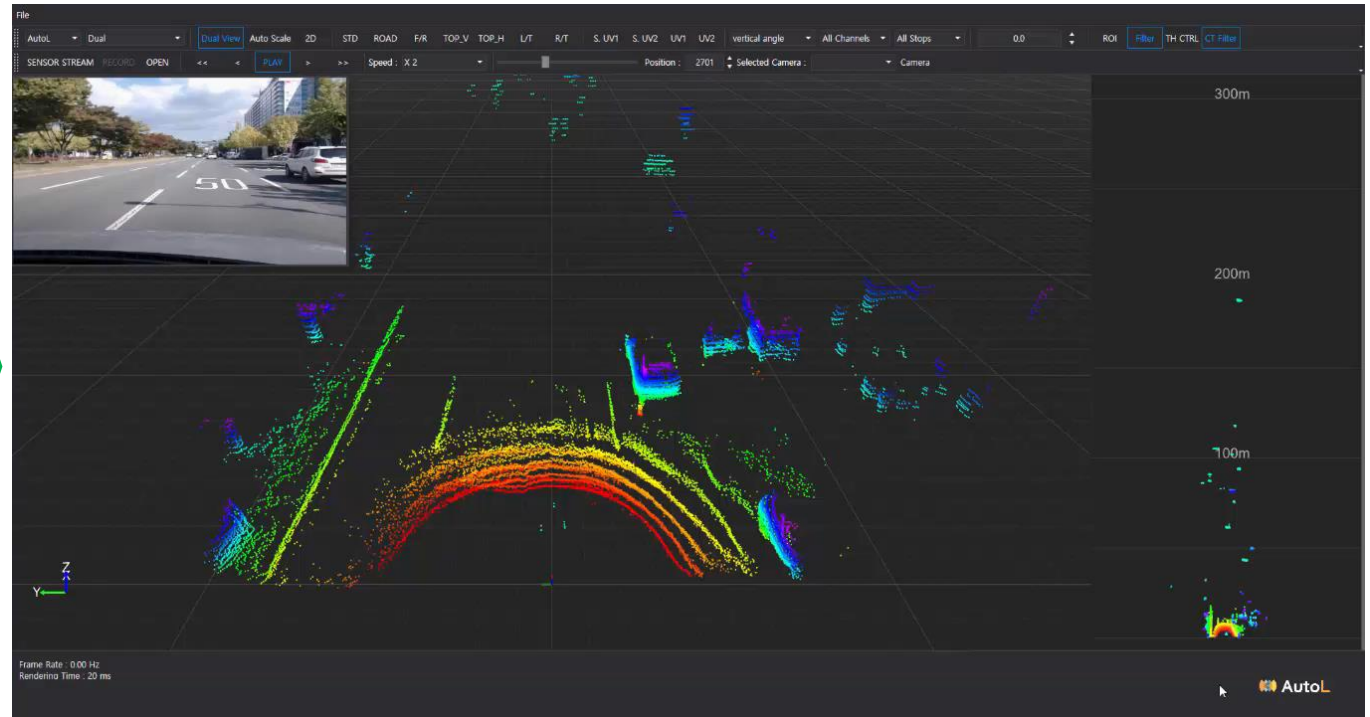 File
AutoL Dual Dual View Auto Scale 2D STD ROAD F/R TOP_V TOP_H L/T R/T S. UV1 S. UV2 UV1 UV2 vertical angle All Channels All Stops 0.0 ROI Filter TH CTRL CT Filter
SENSOR STREAM RECORD OPEN << < PLAY > >> Speed : X 2 Position : 2701 Selected Camera : Camera
50
300m
200m
100m
Z
Y
Frame Rate : 0.00 Hz
Rendering Time : 20 ms
AutoL